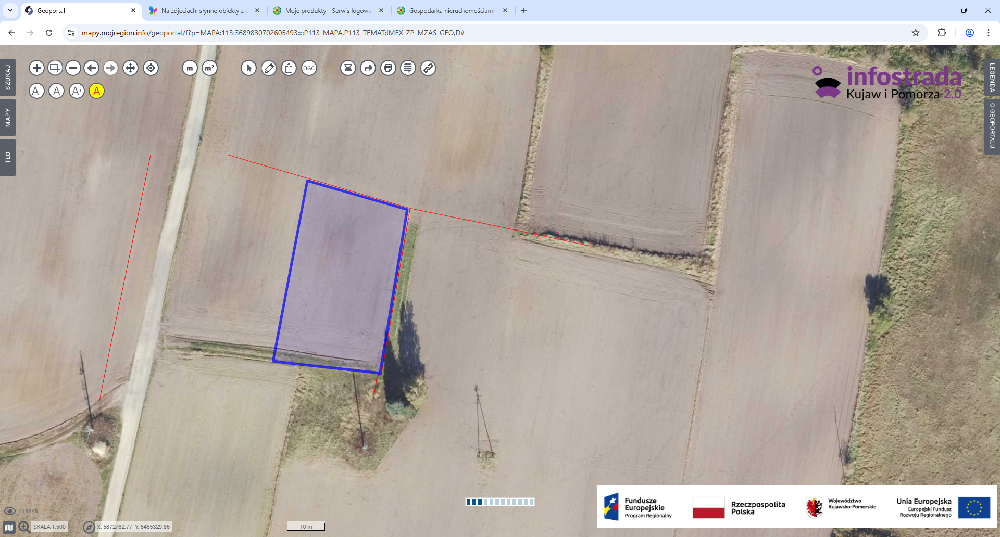 Geoportal
Na zdjęciach: słynne obiekty z
Moje produkty - Serwis logowa
Gospodarka nieruchomościami
mapy.mojregion.info/geoportal/f?p=MAPA:113:3689830702605493::::P113_MAPA,P113_TEMAT:IMEX_ZP_MZAS_GEO,D#
SZUKAJ
MAPY
TŁO
m
m²
OGC
A-
A
A+
A
infostrada
Kujaw i Pomorza 2.0
LEGENDA
O GEOPORTALU
118448
SKALA 1:500
X: 5872782.77 Y: 6465329.86
10 m
Fundusze
Europejskie
Program Regionalny
Rzeczpospolita
Polska
Województwo
Kujawsko-Pomorskie
Unia Europejska
Europejski Fundusz
Rozwoju Regionalnego